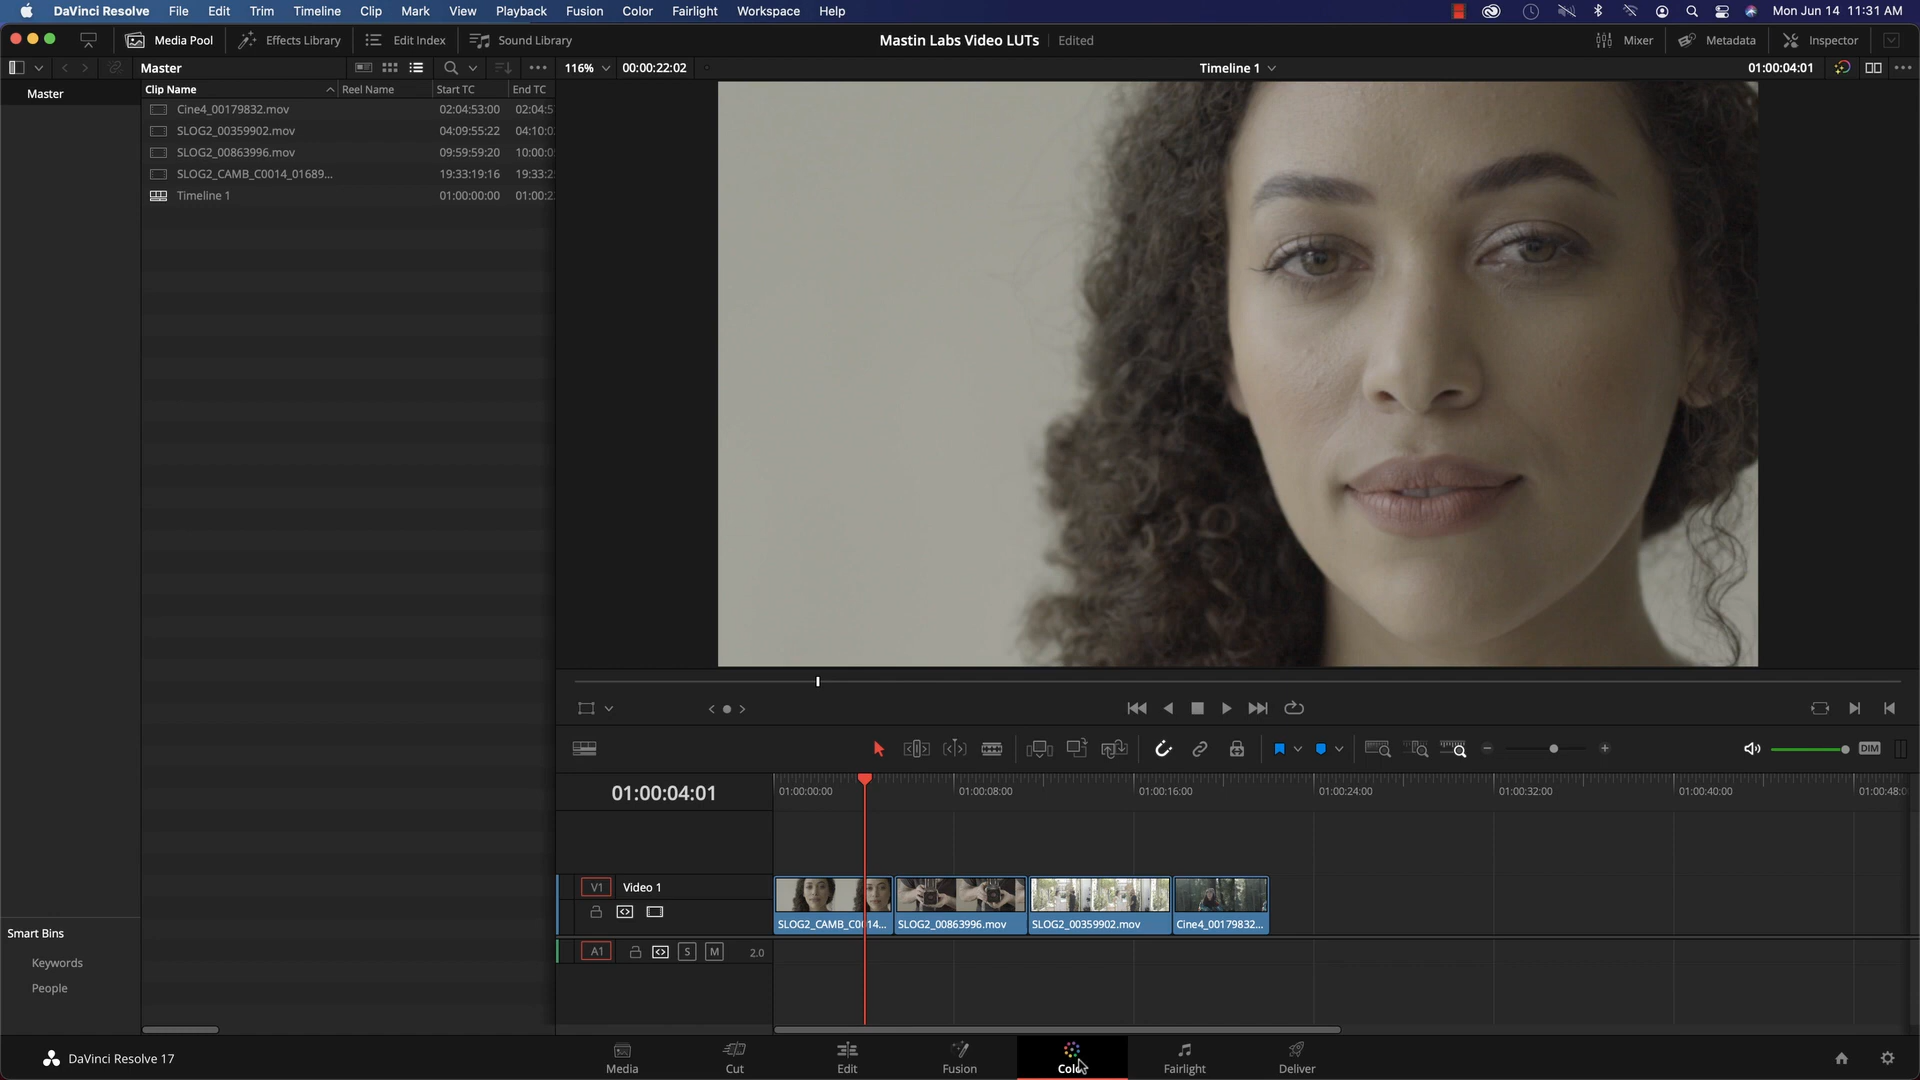 DaVinci Resolve File Edit Trim Timeline Clip Mark View Playback Fusion Color Fairlight Workspace Help Mon Jun 14 11:31 AM
Media Pool Effects Library Edit Index Sound Library Mastin Labs Video LUTs Edited Mixer Metadata Inspector
Master 116% 00:00:22:02 Timeline 1 01:00:04:01
Master
Clip Name Reel Name Start TC End TC
Cine4_00179832.mov 02:04:53:00 02:04:5
SLOG2_00359902.mov 04:09:55:22 04:10:0
SLOG2_00863996.mov 09:59:59:20 10:00:0
SLOG2_CAMB_C0014_01689... 19:33:19:16 19:33:2
Timeline 1 01:00:00:00 01:00:2
DIM
01:00:04:01
01:00:00:00 01:00:08:00 01:00:16:00 01:00:24:00 01:00:32:00 01:00:40:00 01:00:48:0
V1 Video 1
SLOG2_CAMB_C0014... SLOG2_00863996.mov SLOG2_00359902.mov Cine4_00179832...
A1 S M 2.0
Smart Bins
Keywords
People
DaVinci Resolve 17
Media Cut Edit Fusion Color Fairlight Deliver